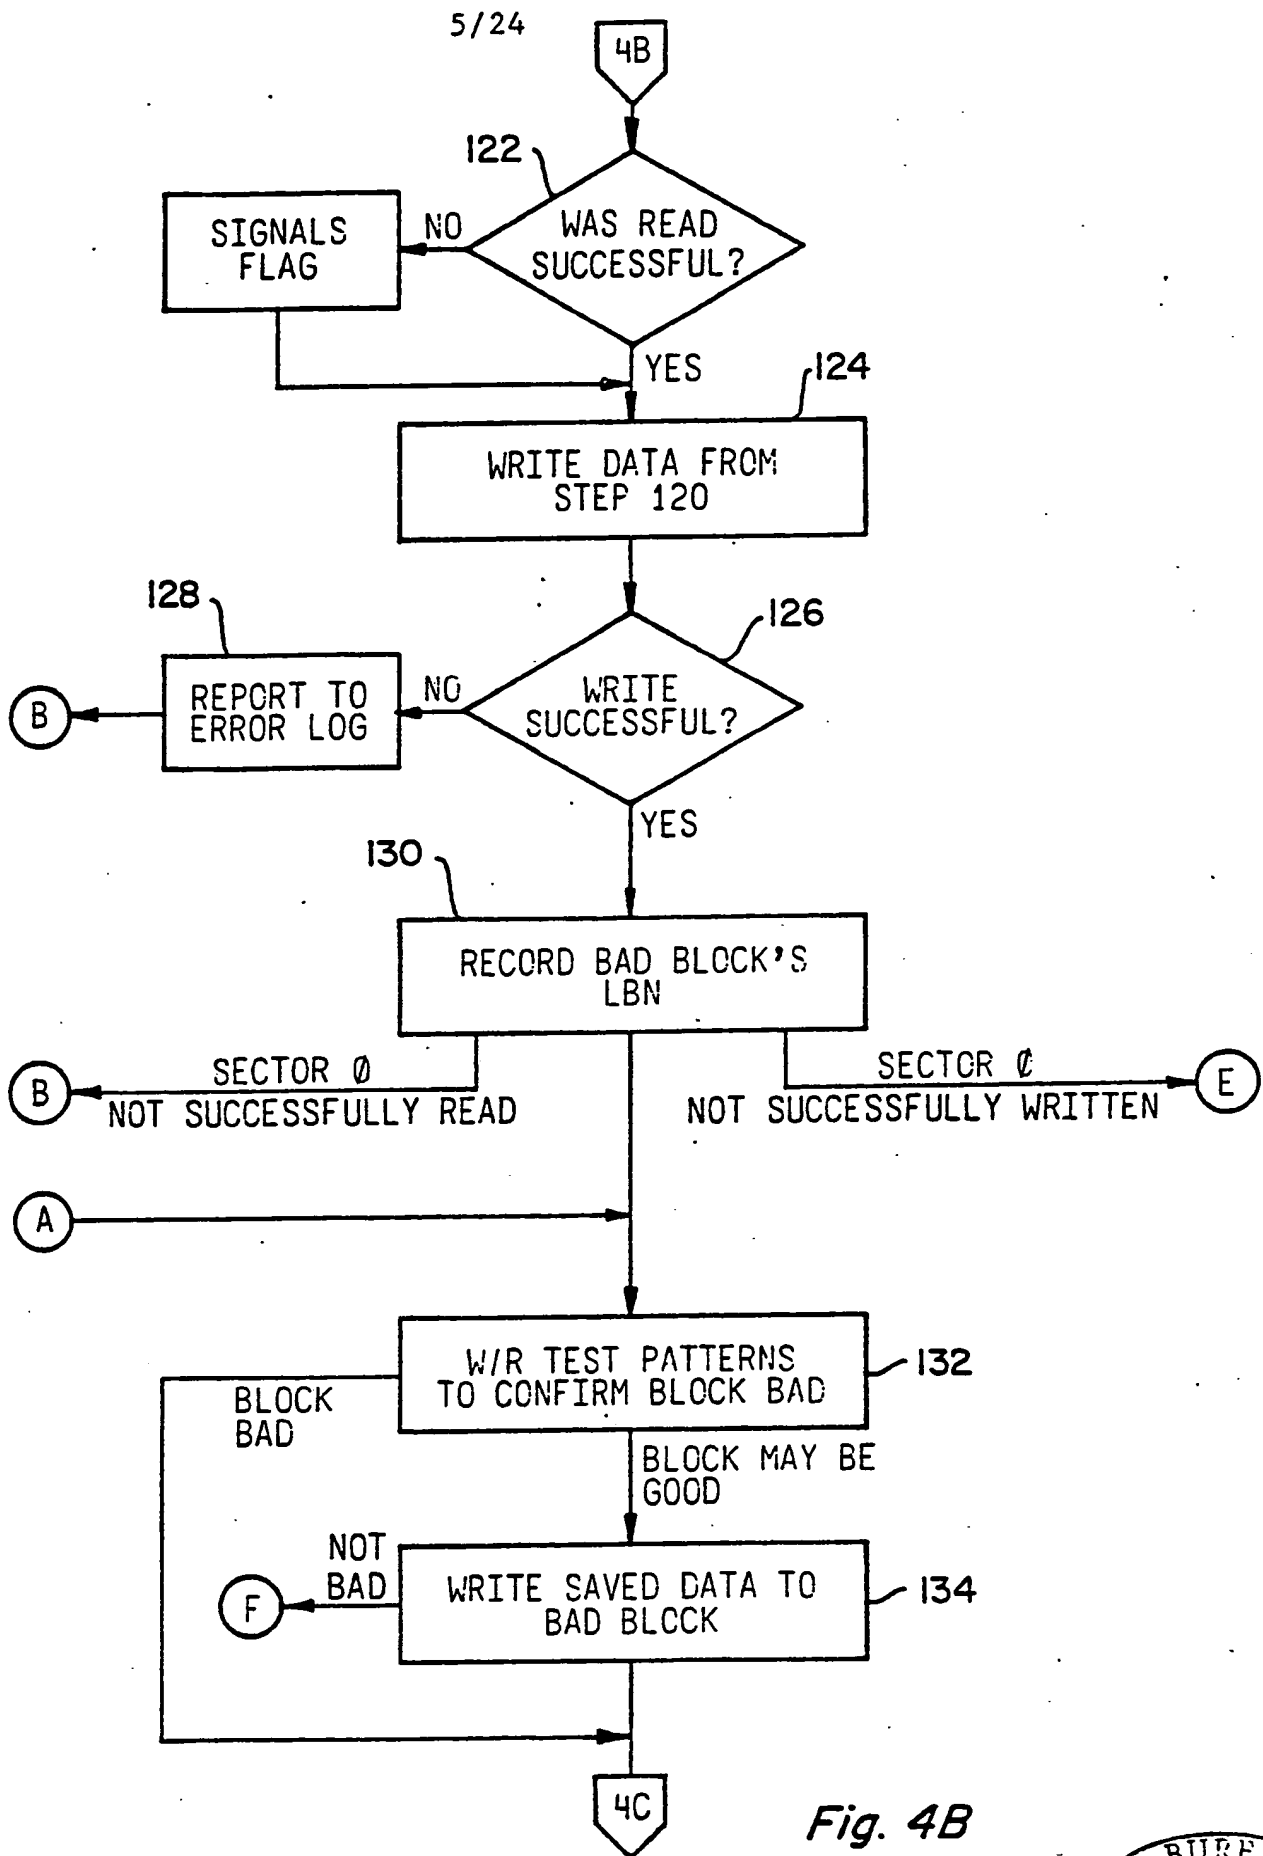 5/24
4B
122
WAS READ
SUCCESSFUL?
NO
SIGNALS
FLAG
YES
124
WRITE DATA FROM
STEP 120
128
126
WRITE
SUCCESSFUL?
NO
REPORT TO
ERROR LOG
B
YES
130
RECORD BAD BLOCK'S
LBN
B
SECTOR Ø
NOT SUCCESSFULLY READ
SECTOR Ø
NOT SUCCESSFULLY WRITTEN
E
A
W/R TEST PATTERNS
TO CONFIRM BLOCK BAD
132
BLOCK
BAD
BLOCK MAY BE
GOOD
NOT
BAD
F
WRITE SAVED DATA TO
BAD BLOCK
134
4C
Fig. 4B